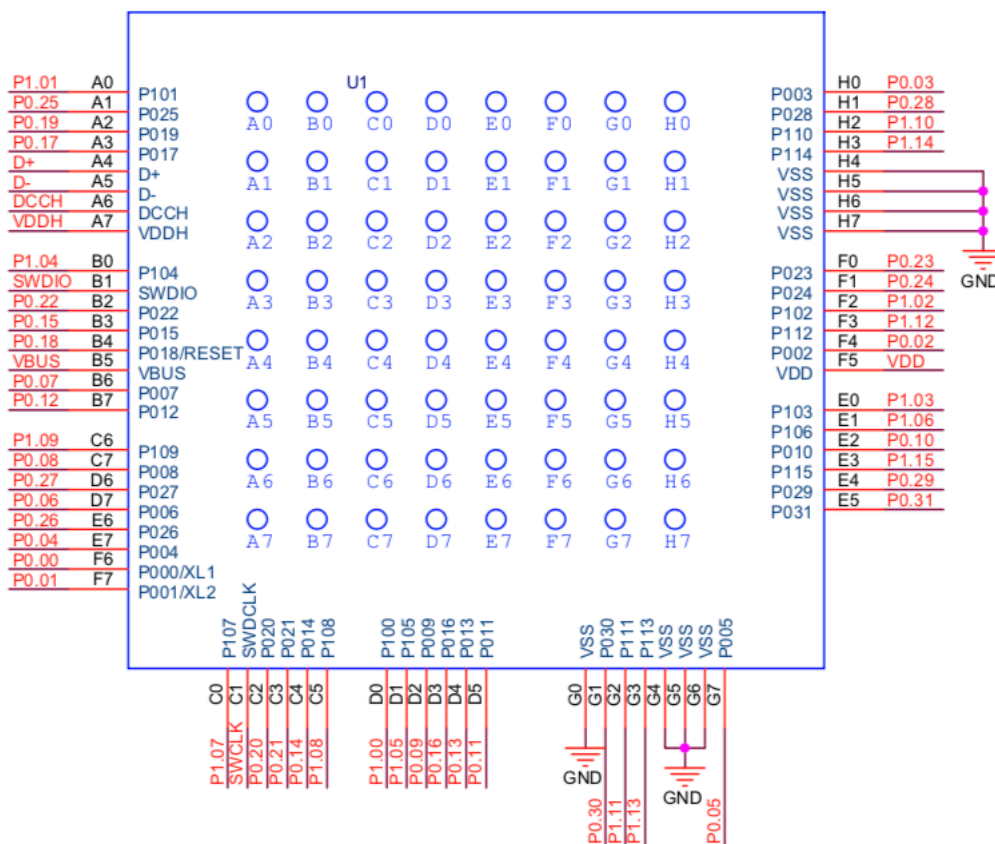 U1
P1.01 A0 P101
P0.25 A1 P025
P0.19 A2 P019
P0.17 A3 P017
D+ A4 D+
D- A5 D-
DCCH A6 DCCH
VDDH A7 VDDH
P1.04 B0 P104
SWDIO B1 SWDIO
P0.22 B2 P022
P0.15 B3 P015
P0.18 B4 P018/RESET
VBUS B5 VBUS
P0.07 B6 P007
P0.12 B7 P012
P1.09 C6 P109
P0.08 C7 P008
P0.27 D6 P027
P0.06 D7 P006
P0.26 E6 P026
P0.04 E7 P004
P0.00 F6 P000/XL1
P0.01 F7 P001/XL2
A0 B0 C0 D0 E0 F0 G0 H0
A1 B1 C1 D1 E1 F1 G1 H1
A2 B2 C2 D2 E2 F2 G2 H2
A3 B3 C3 D3 E3 F3 G3 H3
A4 B4 C4 D4 E4 F4 G4 H4
A5 B5 C5 D5 E5 F5 G5 H5
A6 B6 C6 D6 E6 F6 G6 H6
A7 B7 C7 D7 E7 F7 G7 H7
P003 H0 P0.03
P028 H1 P0.28
P110 H2 P1.10
P114 H3 P1.14
VSS H4
VSS H5
VSS H6
VSS H7
GND
P023 F0 P0.23
P024 F1 P0.24
P102 F2 P1.02
P112 F3 P1.12
P002 F4 P0.02
VDD F5 VDD
P103 E0 P1.03
P106 E1 P1.06
P010 E2 P0.10
P115 E3 P1.15
P029 E4 P0.29
P031 E5 P0.31
P107 C0 P1.07
SWDCLK C1 SWCLK
P020 C2 P0.20
P021 C3 P0.21
P014 C4 P0.14
P108 C5 P1.08
P100 D0 P1.00
P105 D1 P1.05
P009 D2 P0.09
P016 D3 P0.16
P013 D4 P0.13
P011 D5 P0.11
VSS G0
P030 G1 P0.30
P111 G2 P1.11
P113 G3 P1.13
VSS G4
VSS G5
VSS G6
P005 G7 P0.05
GND
GND